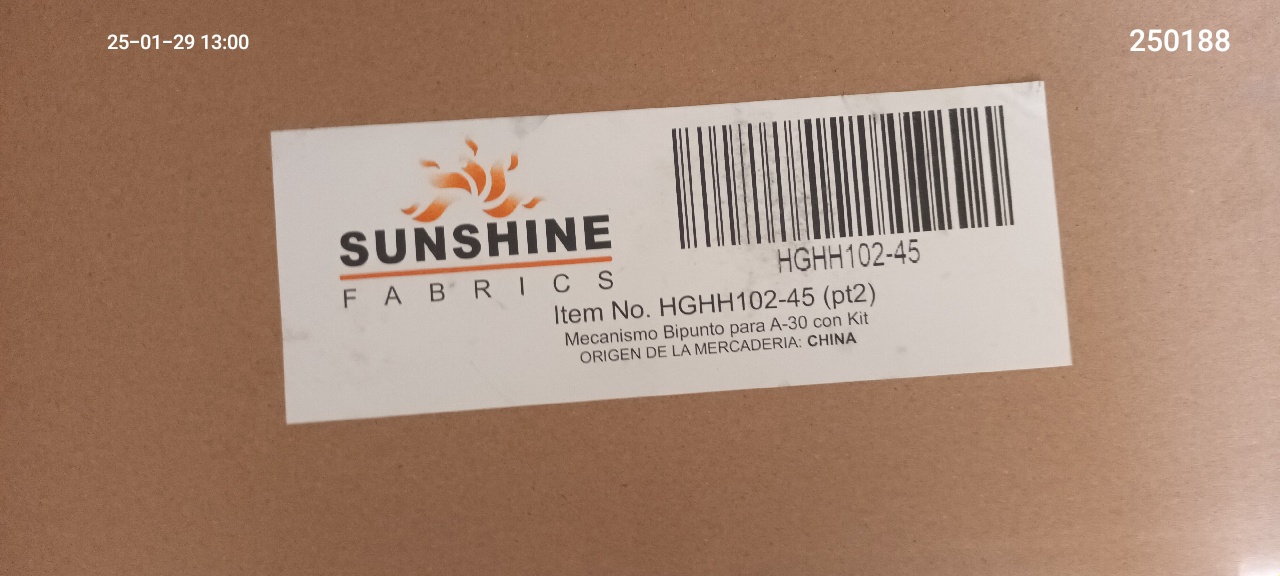 25-01-29 13:00
250188
SUNSHINE
FABRICS
HGHH102-45
Item No. HGHH102-45 (pt2)
Mecanismo Bipunto para A-30 con Kit
ORIGEN DE LA MERCADERIA: CHINA